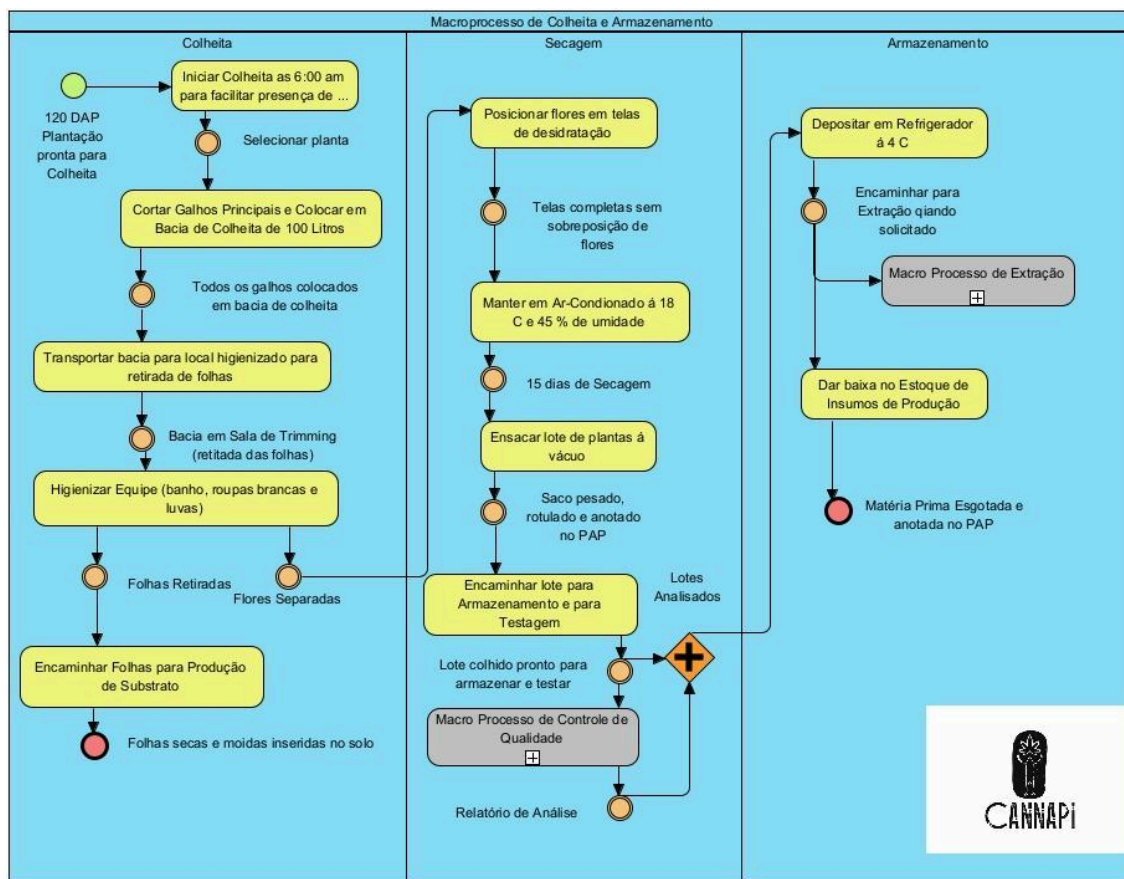 Macroprocesso de Colheita e Armazenamento
Colheita
120 DAP
Plantação
pronta para
Colheita
Iniciar Colheita as 6:00 am
para facilitar presença de ...
Selecionar planta
Cortar Galhos Principais e Colocar em
Bacia de Colheita de 100 Litros
Todos os galhos colocados
em bacia de colheita
Transportar bacia para local higienizado para
retirada de folhas
Bacia em Sala de Trimming
(retitada das folhas)
Higienizar Equipe (banho, roupas brancas e
luvas)
Folhas Retiradas
Flores Separadas
Encaminhar Folhas para Produção
de Substrato
Folhas secas e moidas inseridas no solo
Secagem
Posicionar flores em telas
de desidratação
Telas completas sem
sobreposição de
flores
Manter em Ar-Condionado á 18
C e 45 % de umidade
15 dias de Secagem
Ensacar lote de plantas á
vácuo
Saco pesado,
rotulado e anotado
no PAP
Encaminhar lote para
Armazenamento e para
Testagem
Lotes
Analisados
Lote colhido pronto para
armazenar e testar
Macro Processo de Controle de
Qualidade
Relatório de Análise
Armazenamento
Depositar em Refrigerador
á 4 C
Encaminhar para
Extração qiando
solicitado
Macro Processo de Extração
Dar baixa no Estoque de
Insumos de Produção
Matéria Prima Esgotada e
anotada no PAP
CANNAPi